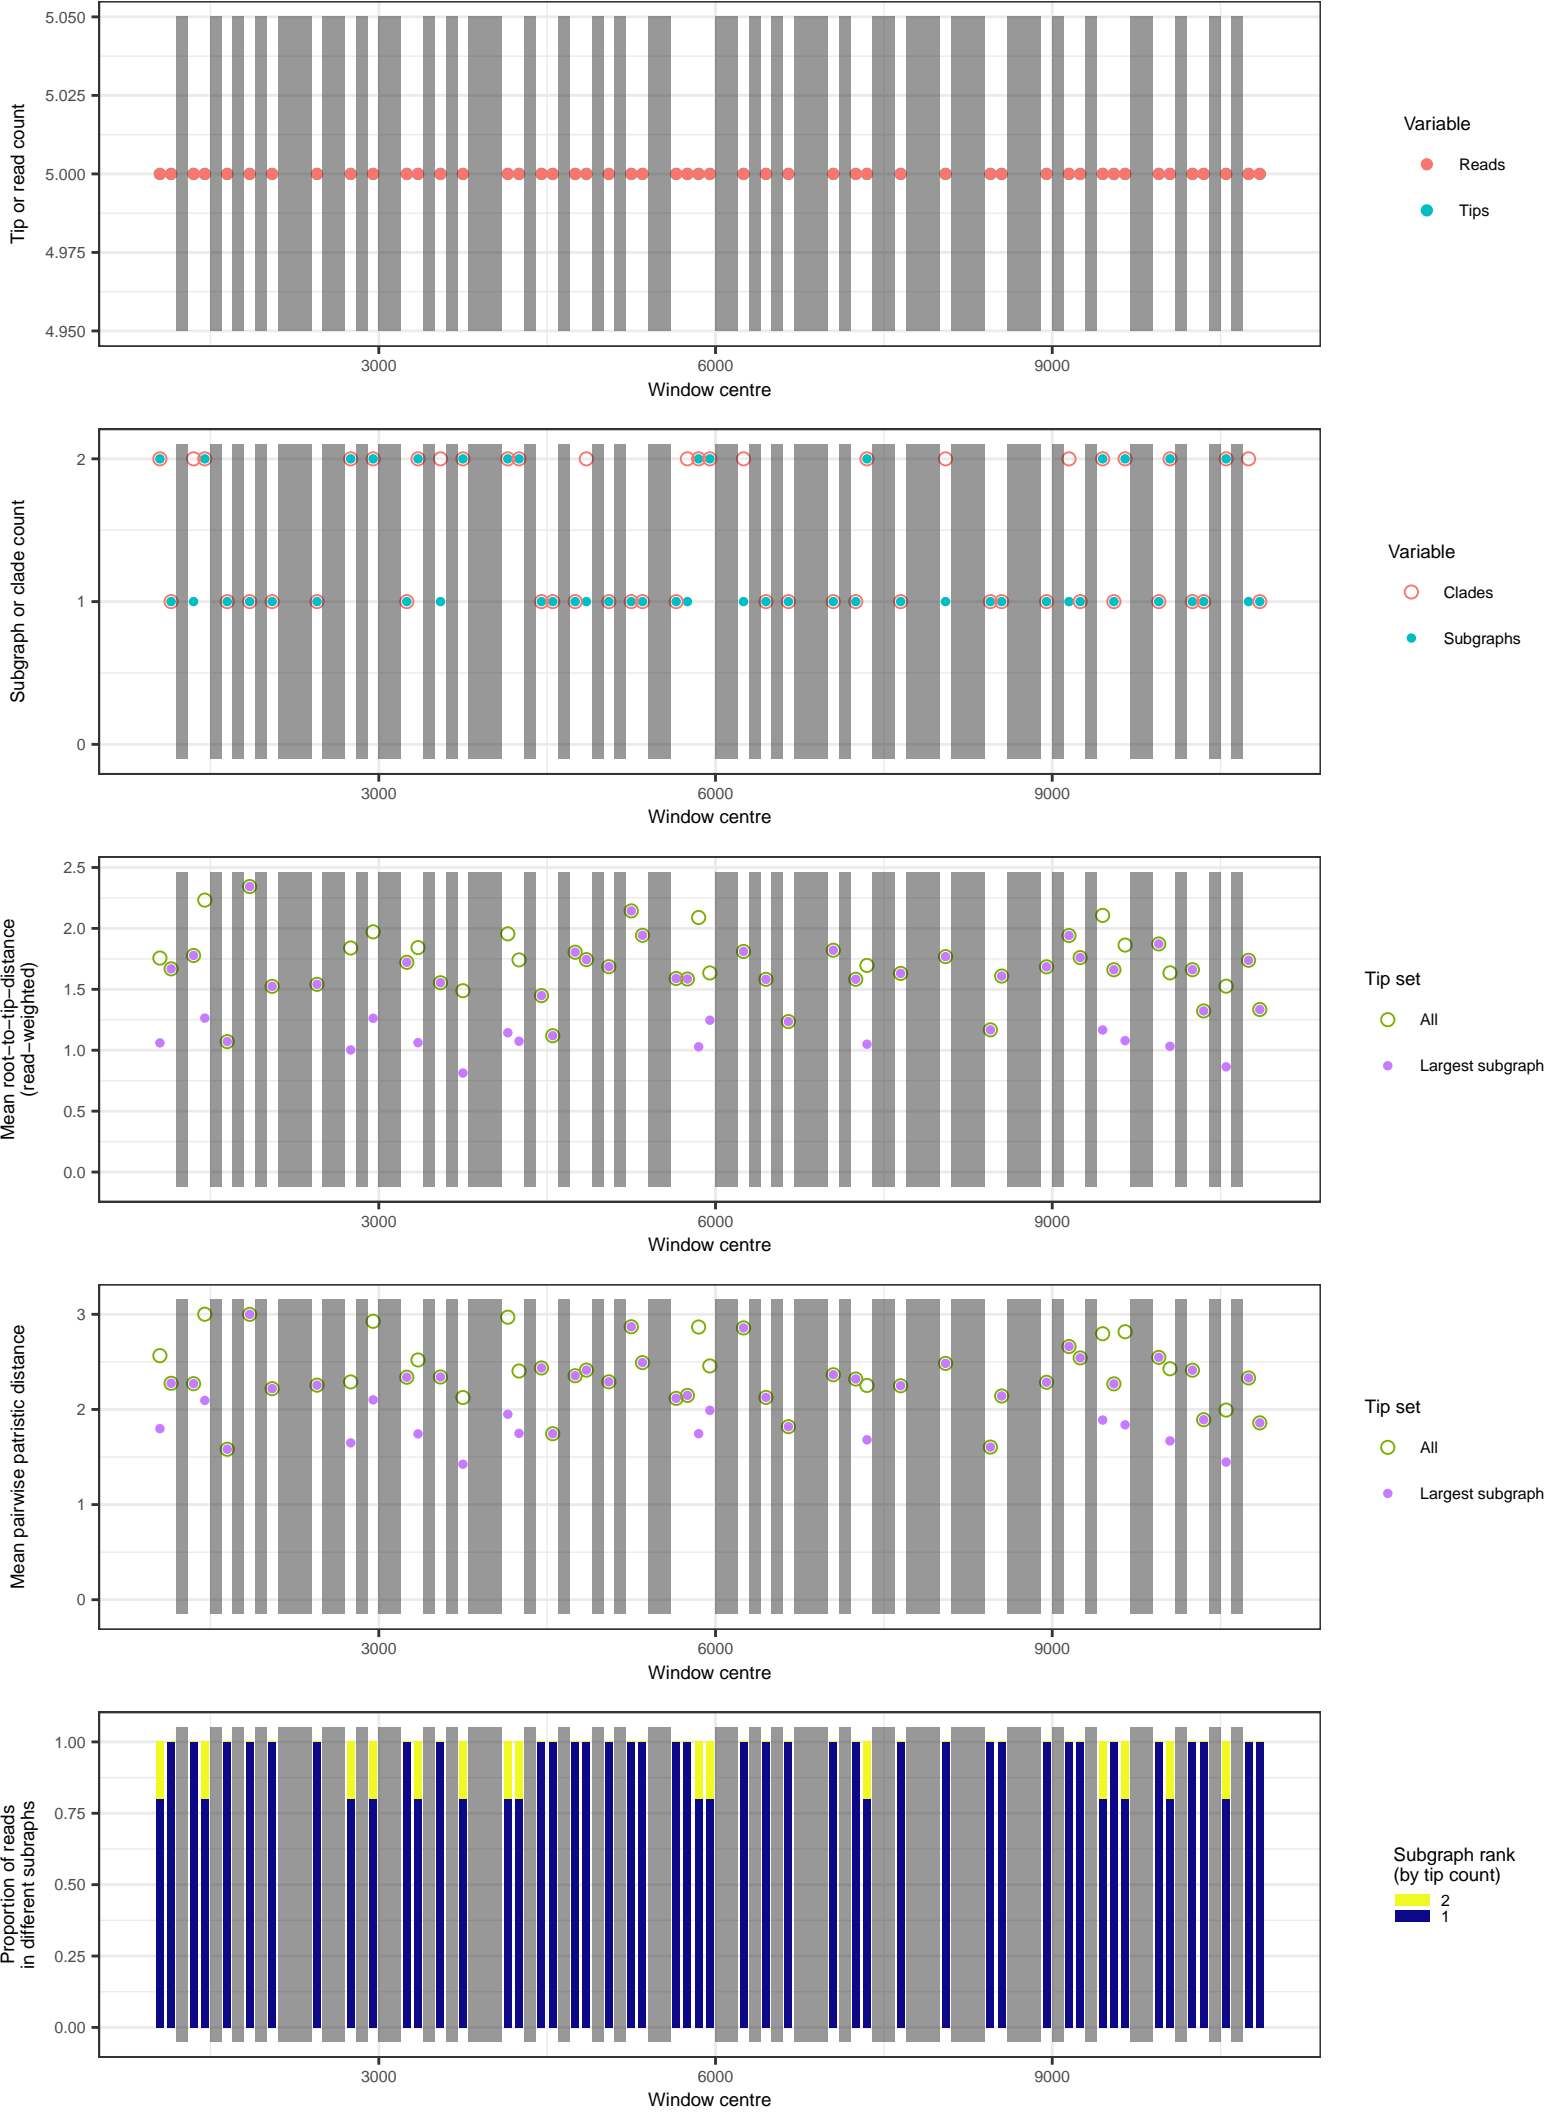 5.050
5.025
5.000
4.975
4.950
Tip or read count
3000 6000 9000
Window centre
Variable
Reads
Tips
2
1
0
Subgraph or clade count
3000 6000 9000
Window centre
Variable
Clades
Subgraphs
2.5
2.0
1.5
1.0
0.5
0.0
Mean root−to−tip−distance
(read−weighted)
3000 6000 9000
Window centre
Tip set
All
Largest subgraph
3
2
1
0
Mean pairwise patristic distance
3000 6000 9000
Window centre
Tip set
All
Largest subgraph
1.00
0.75
0.50
0.25
0.00
Proportion of reads
in different subraphs
3000 6000 9000
Window centre
Subgraph rank
(by tip count)
2
1